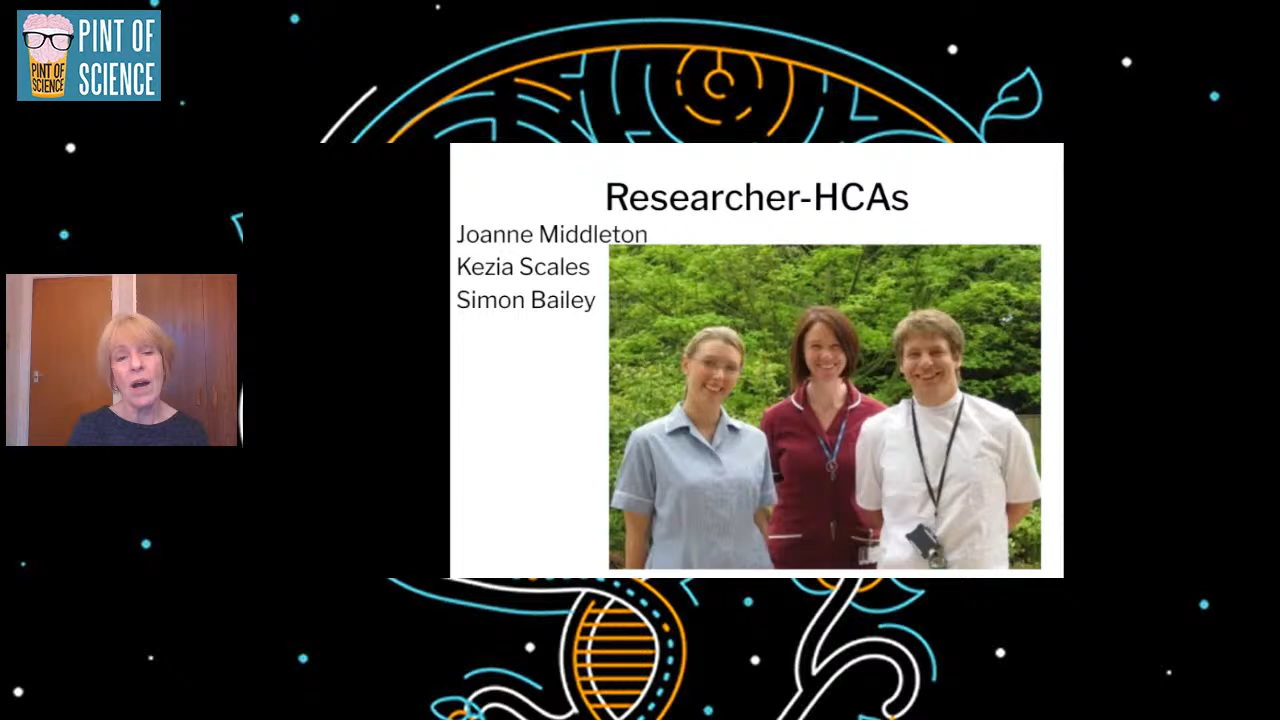 PINT OF
SCIENCE
PINT OF
SCIENCE
Researcher-HCAs
Joanne Middleton
Kezia Scales
Simon Bailey